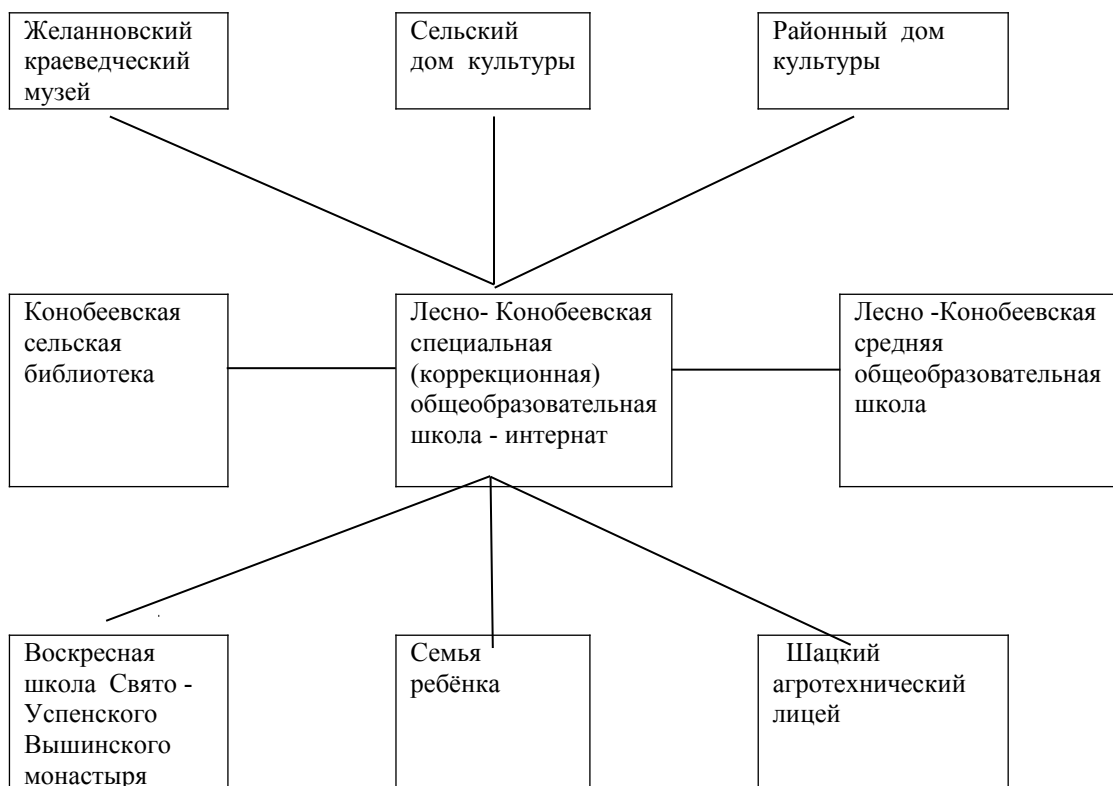 Желанновский
краеведческий
музей
Сельский
дом культуры
Районный дом
культуры
Конобеевская
сельская
библиотека
Лесно- Конобеевская
специальная
(коррекционная)
общеобразовательная
школа - интернат
Лесно -Конобеевская
средняя
общеобразовательная
школа
Воскресная
школа Свято -
Успенского
Вышинского
монастыря
Семья
ребёнка
Шацкий
агротехнический
лицей